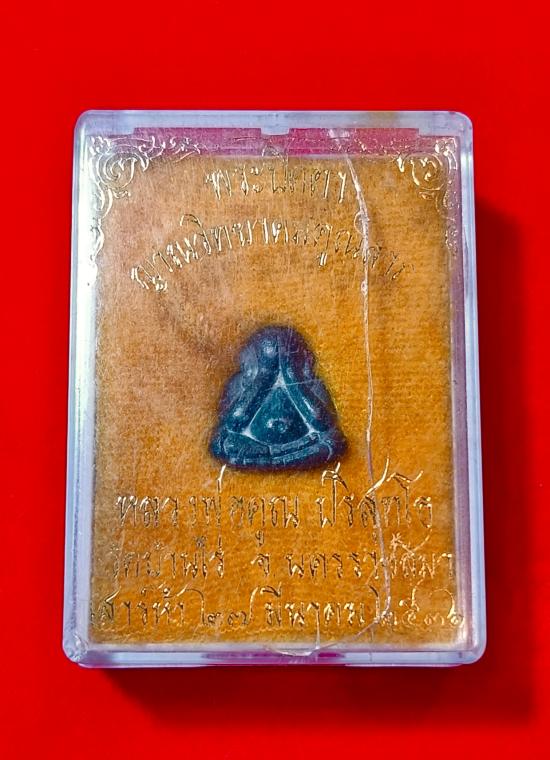 พระปิดตา
หลวงพ่อคูณ ปริสุทโธ
วัดบ้านไร่ จ.นครราชสีมา
เสาร์ห้า ๒๗ มีนาคม ๒๕๓๖